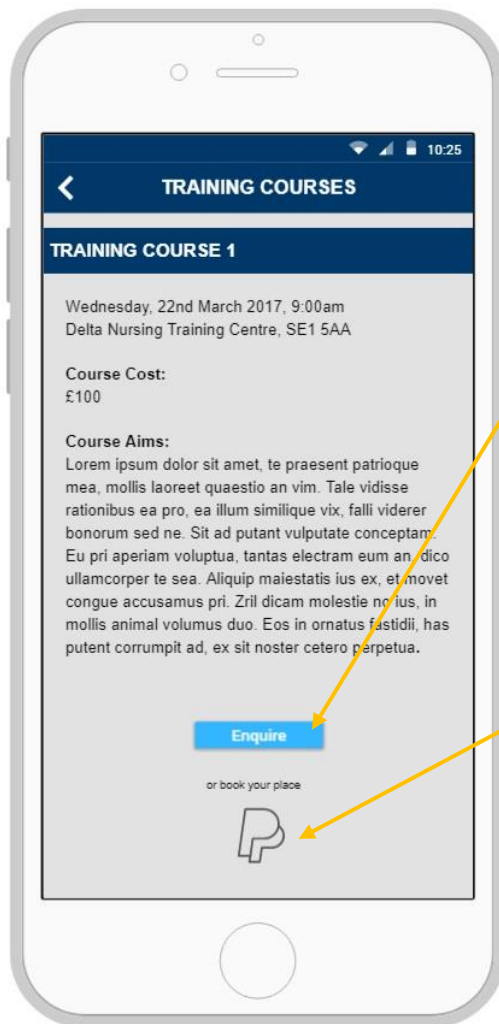 10:25
TRAINING COURSES
TRAINING COURSE 1
Wednesday, 22nd March 2017, 9:00am
Delta Nursing Training Centre, SE1 5AA
Course Cost:
£100
Course Aims:
Lorem ipsum dolor sit amet, te praesent patrioque
mea, mollis laoreet quaestio an vim. Tale vidisse
rationibus ea pro, ea illum similique vix, falli viderer
bonorum sed ne. Sit ad putant vulputate conceptam.
Eu pri aperiam voluptua, tantas electram eum an, dico
ullamcorper te sea. Aliquip maiestatis ius ex, et movet
congue accusamus pri. Zril dicam molestie no ius, in
mollis animal volumus duo. Eos in ornatus fastidii, has
putent corrumpit ad, ex sit noster cetero perpetua.
Enquire
or book your place